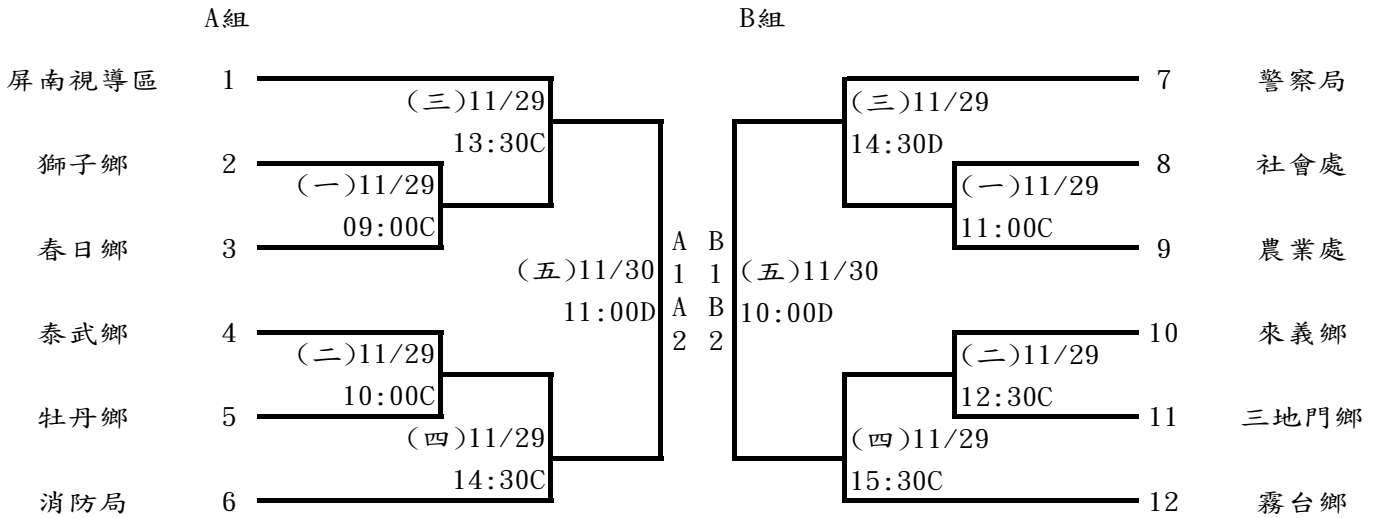 A組 B組
屏南視導區 1 7 警察局
(三)11/29 (三)11/29
13:30C 14:30D
獅子鄉 2 8 社會處
(一)11/29 (一)11/29
09:00C 11:00C
春日鄉 3 9 農業處
A B
(五)11/30 1 1 (五)11/30
11:00D A B 10:00D
2 2
泰武鄉 4 10 來義鄉
(二)11/29 (二)11/29
10:00C 12:30C
牡丹鄉 5 11 三地門鄉
(四)11/29 (四)11/29
14:30C 15:30C
消防局 6 12 霧台鄉